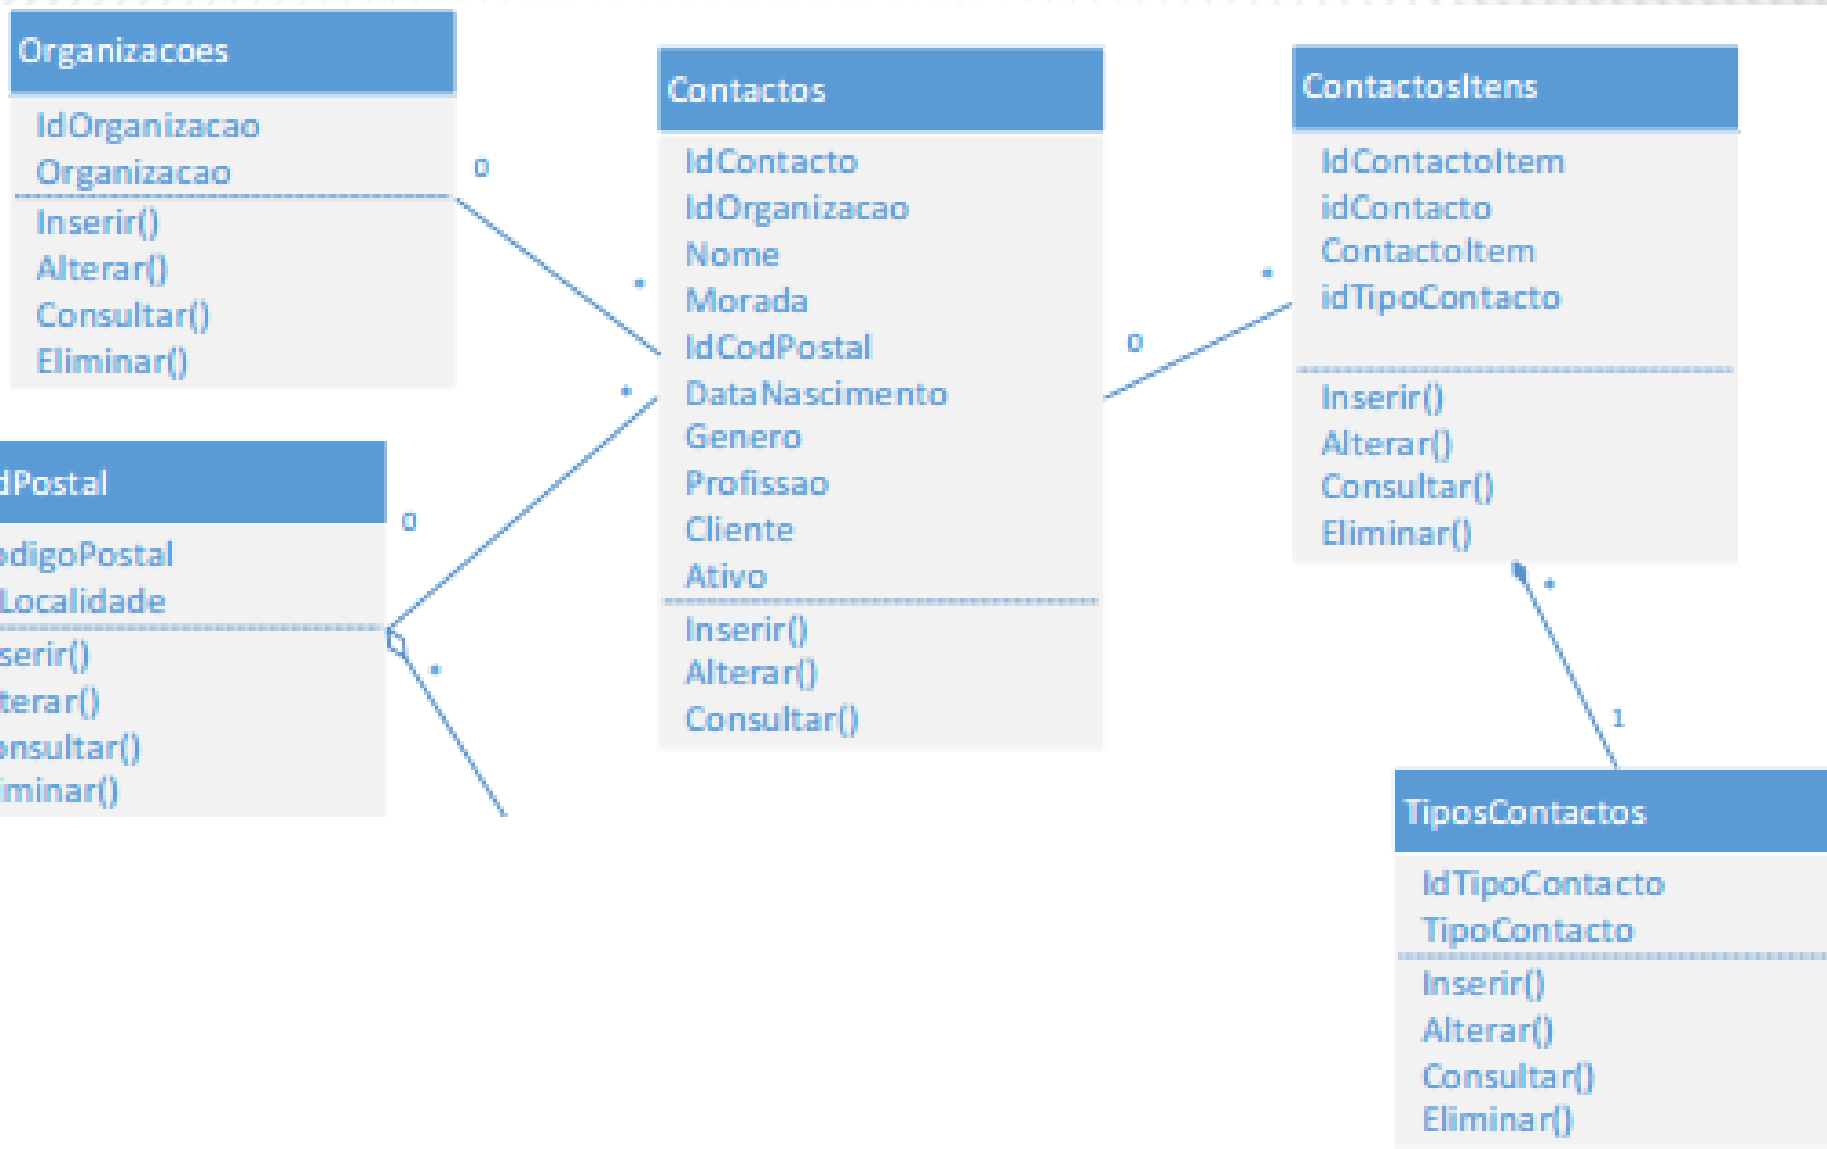 Organizacoes
IdOrganizacao
Organizacao
Inserir()
Alterar()
Consultar()
Eliminar()
0
*
Contactos
IdContacto
IdOrganizacao
Nome
Morada
IdCodPostal
DataNascimento
Genero
Profissao
Cliente
Ativo
Inserir()
Alterar()
Consultar()
0
*
ContactosItens
IdContactoItem
idContacto
ContactoItem
idTipoContacto
Inserir()
Alterar()
Consultar()
Eliminar()
*
1
dPostal
odigoPostal
Localidade
serir()
terar()
onsultar()
iminar()
0
*
*
TiposContactos
IdTipoContacto
TipoContacto
Inserir()
Alterar()
Consultar()
Eliminar()